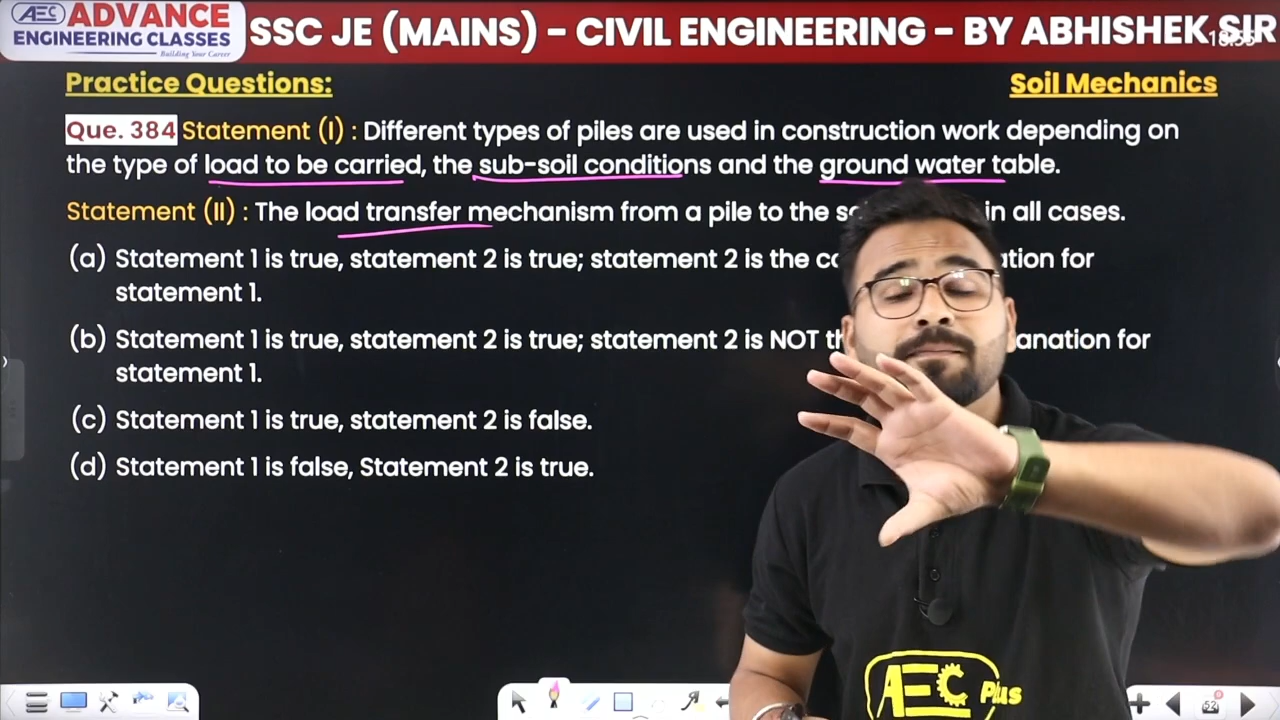 AEC ADVANCE
ENGINEERING CLASSES
Building Your Career
SSC JE (MAINS) - CIVIL ENGINEERING - BY ABHISHEK SIR
Practice Questions:
Soil Mechanics
Que. 384 Statement (I) : Different types of piles are used in construction work depending on
the type of load to be carried, the sub-soil conditions and the ground water table.
Statement (II) : The load transfer mechanism from a pile to the in all cases.
(a) Statement 1 is true, statement 2 is true; statement 2 is the for
statement 1.
(b) Statement 1 is true, statement 2 is true; statement 2 is NOT for
statement 1.
(c) Statement 1 is true, statement 2 is false.
(d) Statement 1 is false, Statement 2 is true.
AEC Plus
52